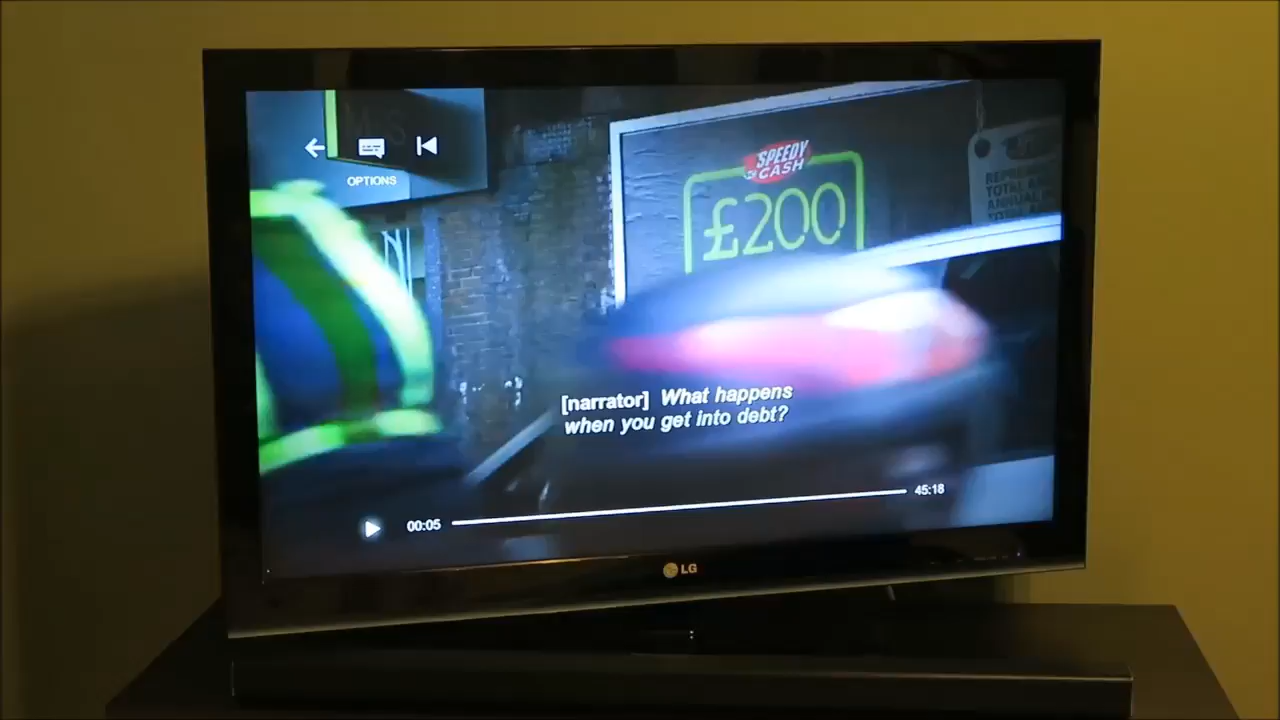 OPTIONS
SPEEDY
CASH
£200
[narrator] What happens
when you get into debt?
00:05
45:18
LG